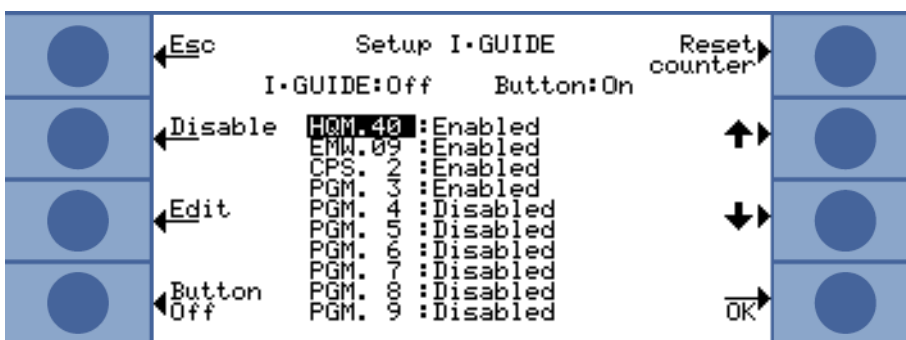 Esc Setup I•GUIDE Reset
counter
I•GUIDE:Off Button:On
Disable HQM.40 :Enabled
EMW.09 :Enabled
CPS. 2 :Enabled
PGM. 3 :Enabled
Edit PGM. 4 :Disabled
PGM. 5 :Disabled
PGM. 6 :Disabled
PGM. 7 :Disabled
Button PGM. 8 :Disabled
Off PGM. 9 :Disabled OK